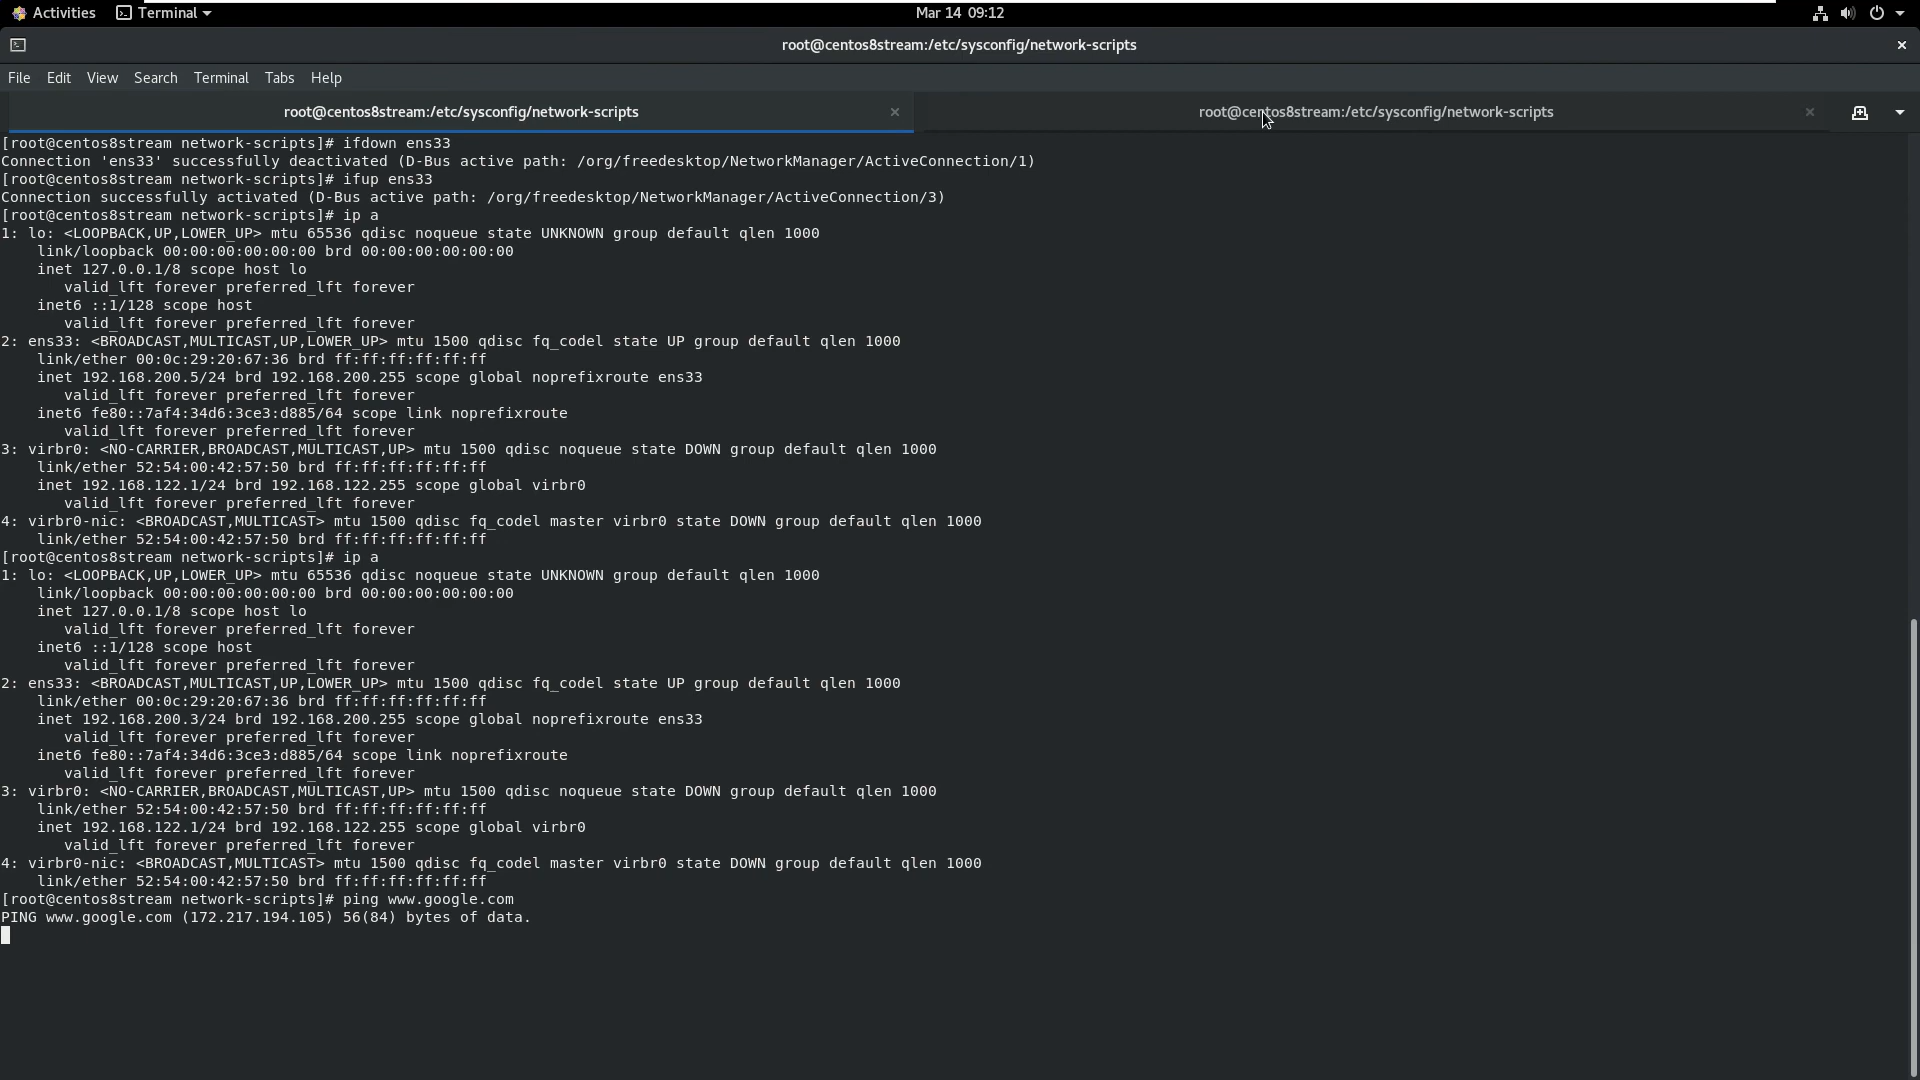 Activities Terminal Mar 14 09:12
root@centos8stream:/etc/sysconfig/network-scripts
File Edit View Search Terminal Tabs Help
root@centos8stream:/etc/sysconfig/network-scripts root@centos8stream:/etc/sysconfig/network-scripts
[root@centos8stream network-scripts]# ifdown ens33
Connection 'ens33' successfully deactivated (D-Bus active path: /org/freedesktop/NetworkManager/ActiveConnection/1)
[root@centos8stream network-scripts]# ifup ens33
Connection successfully activated (D-Bus active path: /org/freedesktop/NetworkManager/ActiveConnection/3)
[root@centos8stream network-scripts]# ip a
1: lo: <LOOPBACK,UP,LOWER_UP> mtu 65536 qdisc noqueue state UNKNOWN group default qlen 1000
    link/loopback 00:00:00:00:00:00 brd 00:00:00:00:00:00
    inet 127.0.0.1/8 scope host lo
       valid_lft forever preferred_lft forever
    inet6 ::1/128 scope host
       valid_lft forever preferred_lft forever
2: ens33: <BROADCAST,MULTICAST,UP,LOWER_UP> mtu 1500 qdisc fq_codel state UP group default qlen 1000
    link/ether 00:0c:29:20:67:36 brd ff:ff:ff:ff:ff:ff
    inet 192.168.200.5/24 brd 192.168.200.255 scope global noprefixroute ens33
       valid_lft forever preferred_lft forever
    inet6 fe80::7af4:34d6:3ce3:d885/64 scope link noprefixroute
       valid_lft forever preferred_lft forever
3: virbr0: <NO-CARRIER,BROADCAST,MULTICAST,UP> mtu 1500 qdisc noqueue state DOWN group default qlen 1000
    link/ether 52:54:00:42:57:50 brd ff:ff:ff:ff:ff:ff
    inet 192.168.122.1/24 brd 192.168.122.255 scope global virbr0
       valid_lft forever preferred_lft forever
4: virbr0-nic: <BROADCAST,MULTICAST> mtu 1500 qdisc fq_codel master virbr0 state DOWN group default qlen 1000
    link/ether 52:54:00:42:57:50 brd ff:ff:ff:ff:ff:ff
[root@centos8stream network-scripts]# ip a
1: lo: <LOOPBACK,UP,LOWER_UP> mtu 65536 qdisc noqueue state UNKNOWN group default qlen 1000
    link/loopback 00:00:00:00:00:00 brd 00:00:00:00:00:00
    inet 127.0.0.1/8 scope host lo
       valid_lft forever preferred_lft forever
    inet6 ::1/128 scope host
       valid_lft forever preferred_lft forever
2: ens33: <BROADCAST,MULTICAST,UP,LOWER_UP> mtu 1500 qdisc fq_codel state UP group default qlen 1000
    link/ether 00:0c:29:20:67:36 brd ff:ff:ff:ff:ff:ff
    inet 192.168.200.3/24 brd 192.168.200.255 scope global noprefixroute ens33
       valid_lft forever preferred_lft forever
    inet6 fe80::7af4:34d6:3ce3:d885/64 scope link noprefixroute
       valid_lft forever preferred_lft forever
3: virbr0: <NO-CARRIER,BROADCAST,MULTICAST,UP> mtu 1500 qdisc noqueue state DOWN group default qlen 1000
    link/ether 52:54:00:42:57:50 brd ff:ff:ff:ff:ff:ff
    inet 192.168.122.1/24 brd 192.168.122.255 scope global virbr0
       valid_lft forever preferred_lft forever
4: virbr0-nic: <BROADCAST,MULTICAST> mtu 1500 qdisc fq_codel master virbr0 state DOWN group default qlen 1000
    link/ether 52:54:00:42:57:50 brd ff:ff:ff:ff:ff:ff
[root@centos8stream network-scripts]# ping www.google.com
PING www.google.com (172.217.194.105) 56(84) bytes of data.